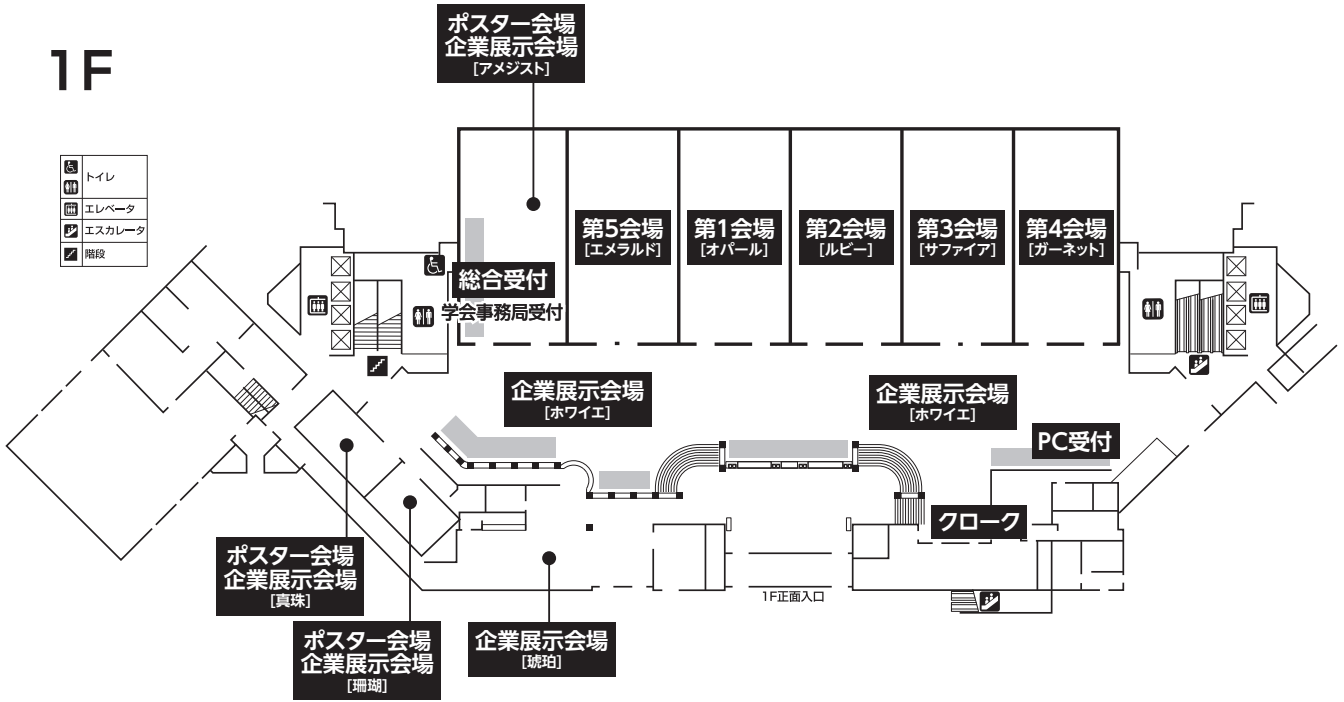 1F
ポスター会場
企業展示会場
[アメジスト]
トイレ
エレベータ
エスカレータ
階段
第5会場
[エメラルド]
第1会場
[オパール]
第2会場
[ルビー]
第3会場
[サファイア]
第4会場
[ガーネット]
総合受付
学会事務局受付
企業展示会場
[ホワイエ]
企業展示会場
[ホワイエ]
PC受付
クローク
ポスター会場
企業展示会場
[真珠]
1F正面入口
ポスター会場
企業展示会場
[珊瑚]
企業展示会場
[琥珀]